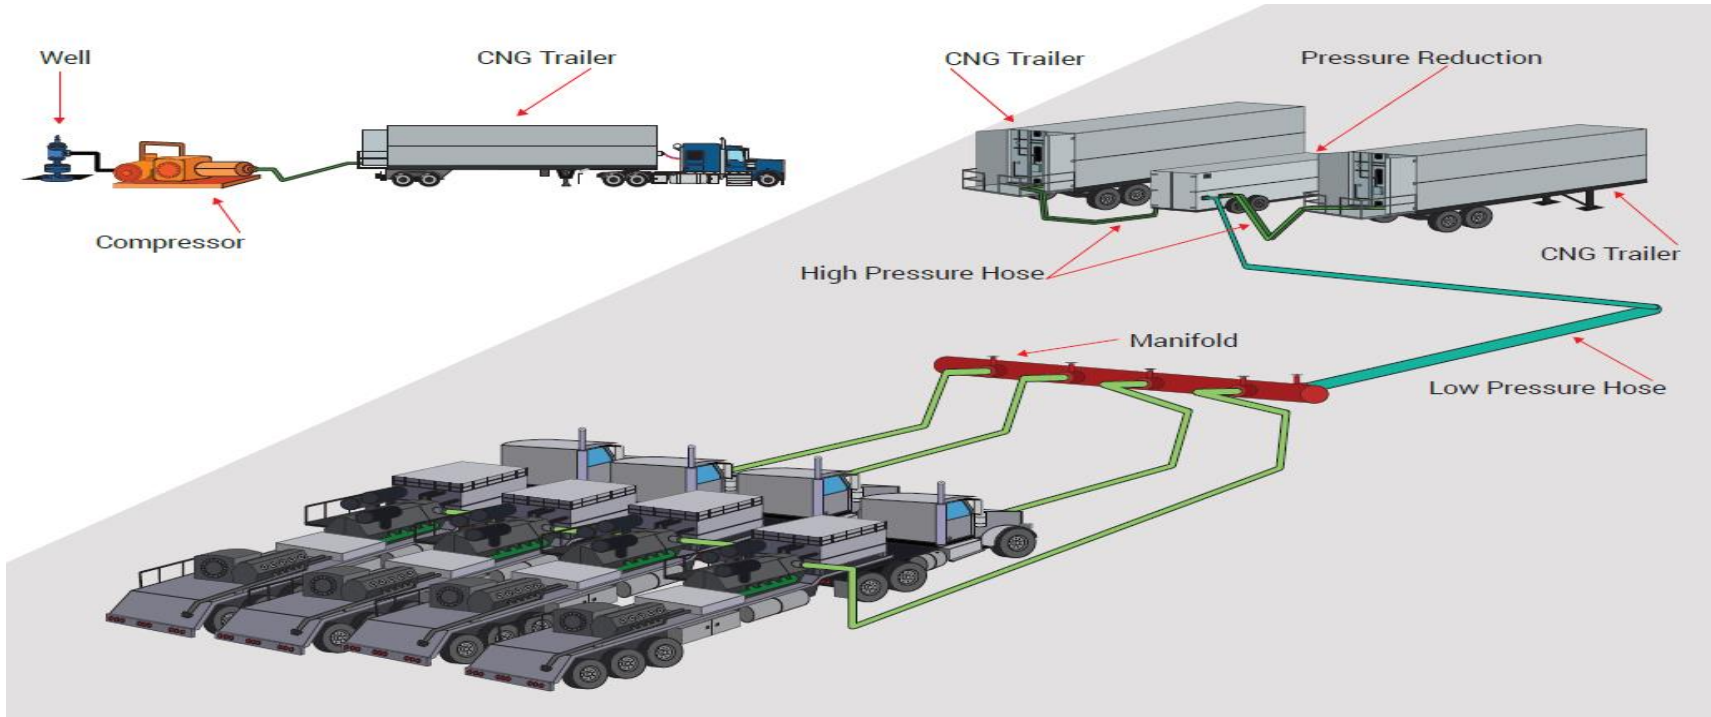 Well
CNG Trailer
CNG Trailer
Pressure Reduction
Compressor
High Pressure Hose
CNG Trailer
Manifold
Low Pressure Hose